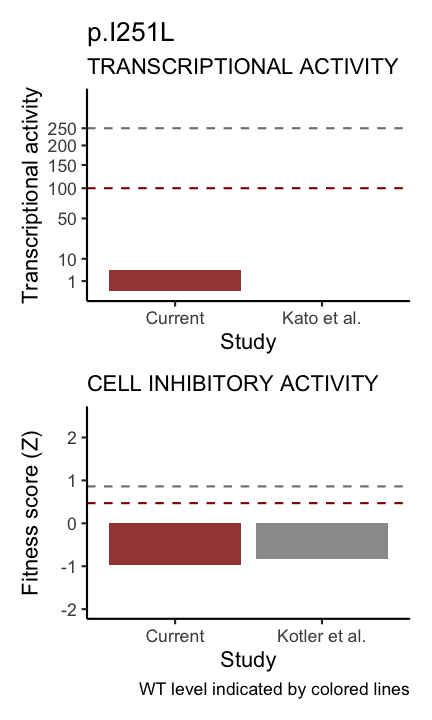 p.I251L
TRANSCRIPTIONAL ACTIVITY
Transcriptional activity
250
200
150
100
50
10
1
Current
Kato et al.
Study
CELL INHIBITORY ACTIVITY
Fitness score (Z)
2
1
0
-1
-2
Current
Kotler et al.
Study
WT level indicated by colored lines